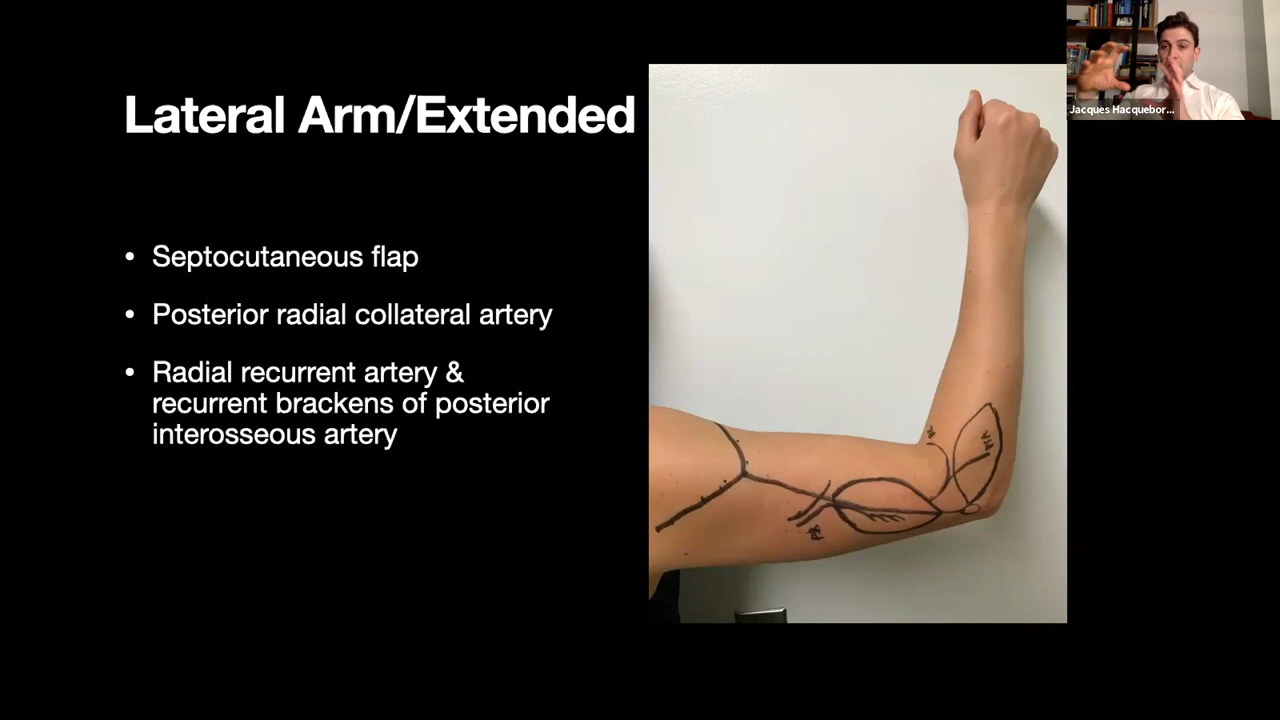 Jacques Hacquebor...
Lateral Arm/Extended
• Septocutaneous flap
• Posterior radial collateral artery
• Radial recurrent artery &
recurrent brackens of posterior
interosseous artery